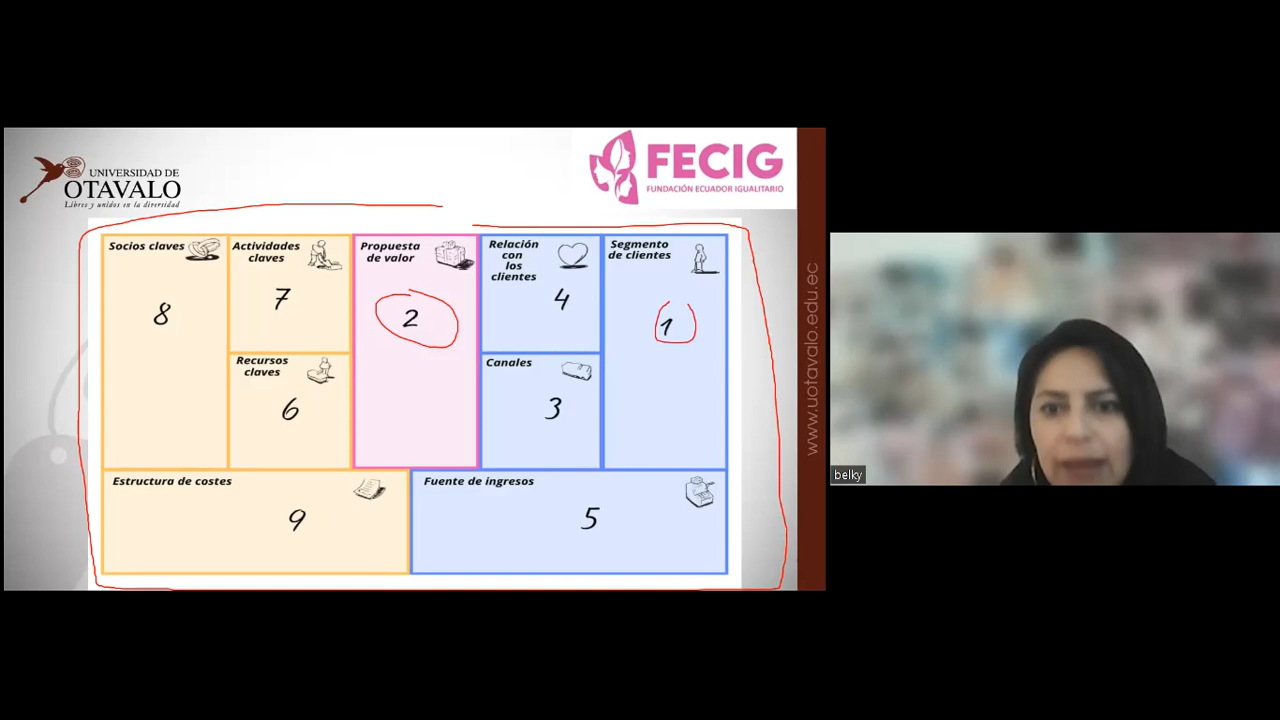 UNIVERSIDAD DE
OTAVALO
Libres y unidos en la diversidad
FECIG
FUNDACIÓN ECUADOR IGUALITARIO
Socios claves
8
Actividades
claves
7
Recursos
claves
6
Propuesta
de valor
2
Relación
con
los
clientes
4
Canales
3
Segmento
de clientes
1
Estructura de costes
9
Fuente de ingresos
5
www.uotavalo.edu.ec
belky